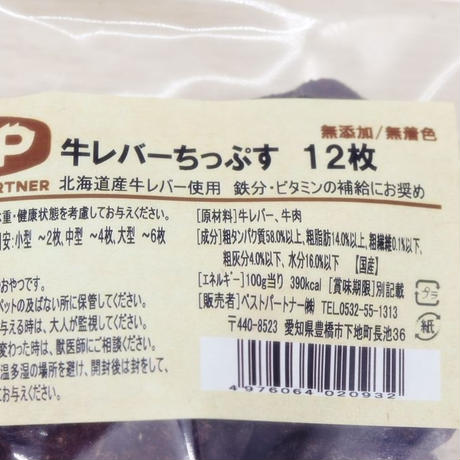 無添加/無着色
P
牛レバーちっぷす 12枚
RTNER
北海道産牛レバー使用 鉄分・ビタミンの補給にお奨め
重・健康状態を考慮してお与えください。
安：小型 ～2枚,中型 ～4枚,大型 ～6枚
おやつです。
ペットの及ばない所に保管してください。
与える時は、大人が監視してください。
変わった時は、獣医師にご相談ください。
温多湿の場所を避け、開封後は封をして、
にお与えください。
[原材料]牛レバー、牛肉
[成分]粗タンパク質58.0%以上,粗脂肪14.0%以上,粗繊維0.1%以下,
粗灰分4.0%以下、水分16.0%以下 【国産】
[エネルギー]100g当り 390kcal [賞味期限]別記載
[販売者]ベストパートナー㈱ TEL0532-55-1313
〒440-8523 愛知県豊橋市下地町長池36
プラ
紙
4976064020932